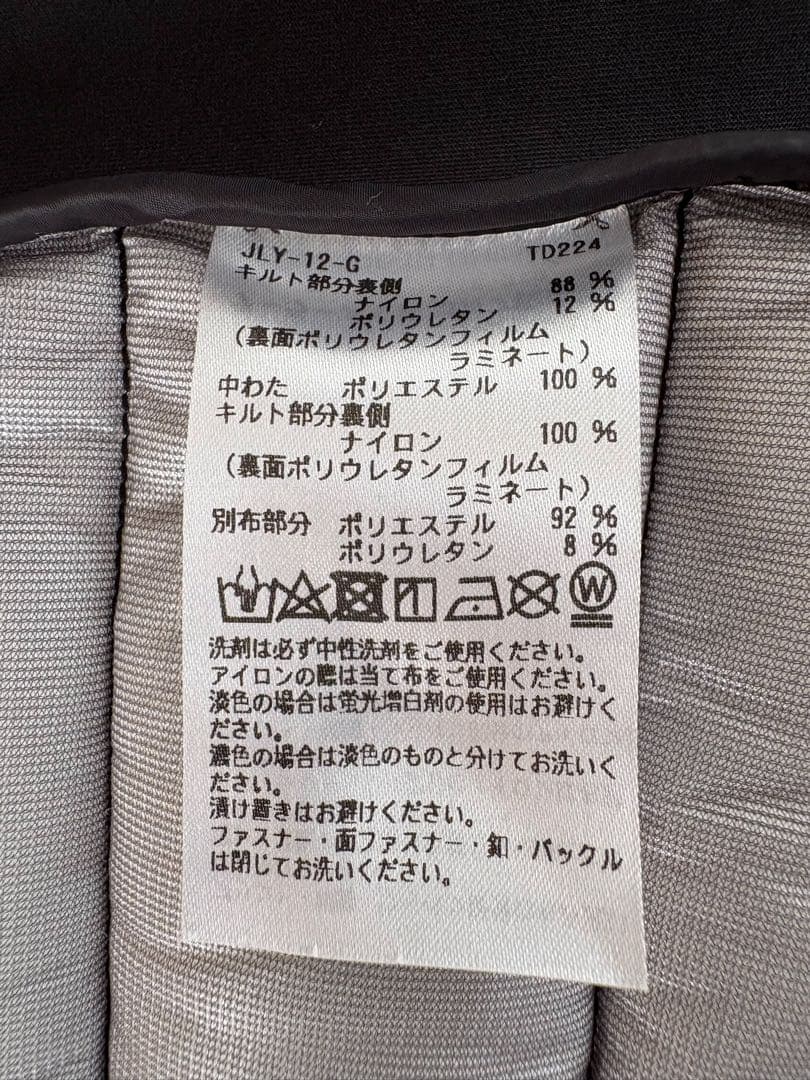 JLY-12-G TD224
キルト部分裏側
ナイロン 88 %
ポリウレタン 12 %
(裏面ポリウレタンフィルム
ラミネート)
中わた ポリエステル 100 %
キルト部分裏側
ナイロン 100 %
(裏面ポリウレタンフィルム
ラミネート)
別布部分 ポリエステル 92 %
ポリウレタン 8 %
W
洗剤は必ず中性洗剤をご使用ください。
アイロンの際は当て布をご使用ください。
淡色の場合は蛍光増白剤の使用はお避けく
ださい。
濃色の場合は淡色のものと分けてお洗いく
ださい。
漬け置きはお避けください。
ファスナー・面ファスナー・釦・バックル
は閉じてお洗いください。